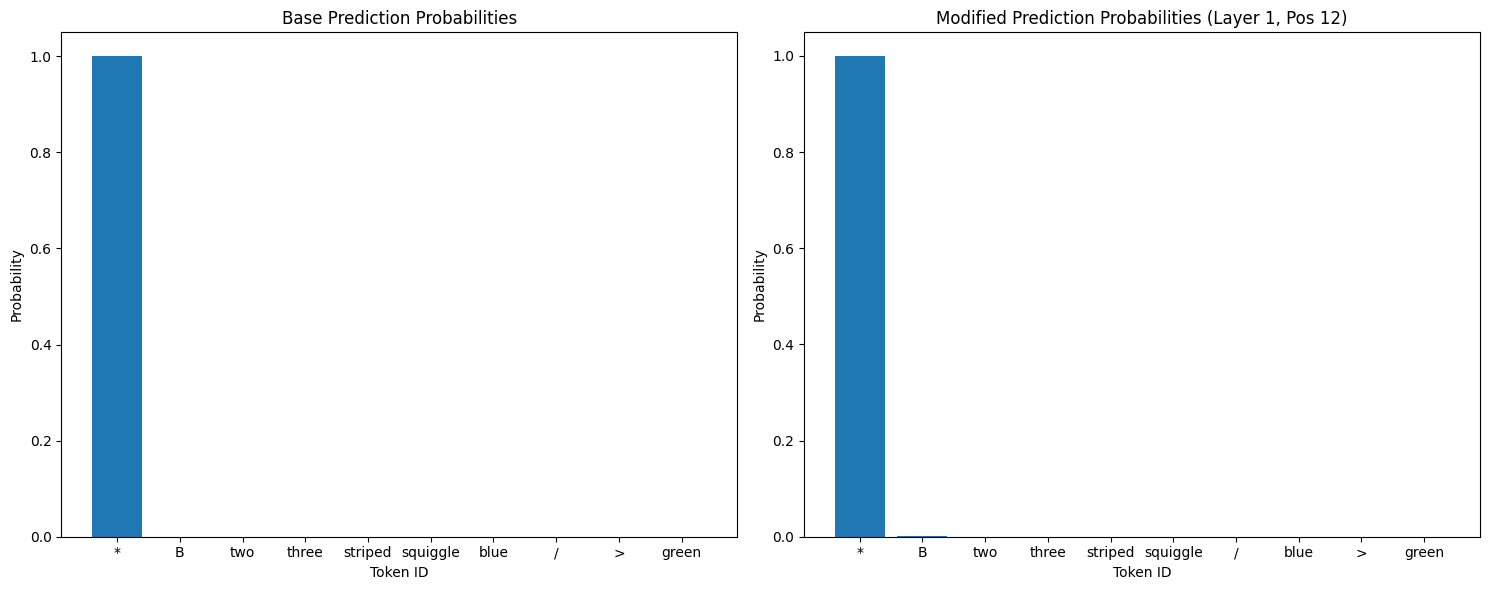 Base Prediction Probabilities
Probability
1.0
0.8
0.6
0.4
0.2
0.0
* B two three striped squiggle blue / > green
Token ID
Modified Prediction Probabilities (Layer 1, Pos 12)
Probability
1.0
0.8
0.6
0.4
0.2
0.0
* B two three striped squiggle / blue > green
Token ID